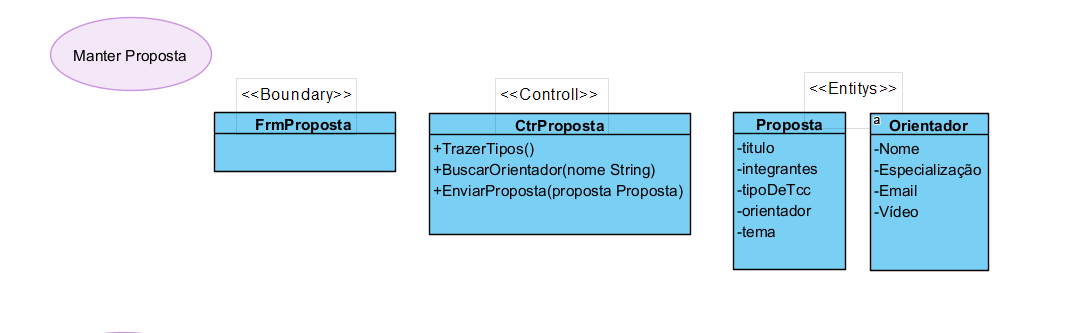 Manter Proposta
<<Boundary>>
FrmProposta
<<Controll>>
CtrProposta
+TrazerTipos()
+BuscarOrientador(nome String)
+EnviarProposta(proposta Proposta)
<<Entitys>>
Proposta
-titulo
-integrantes
-tipoDeTcc
-orientador
-tema
a
Orientador
-Nome
-Especialização
-Email
-Vídeo